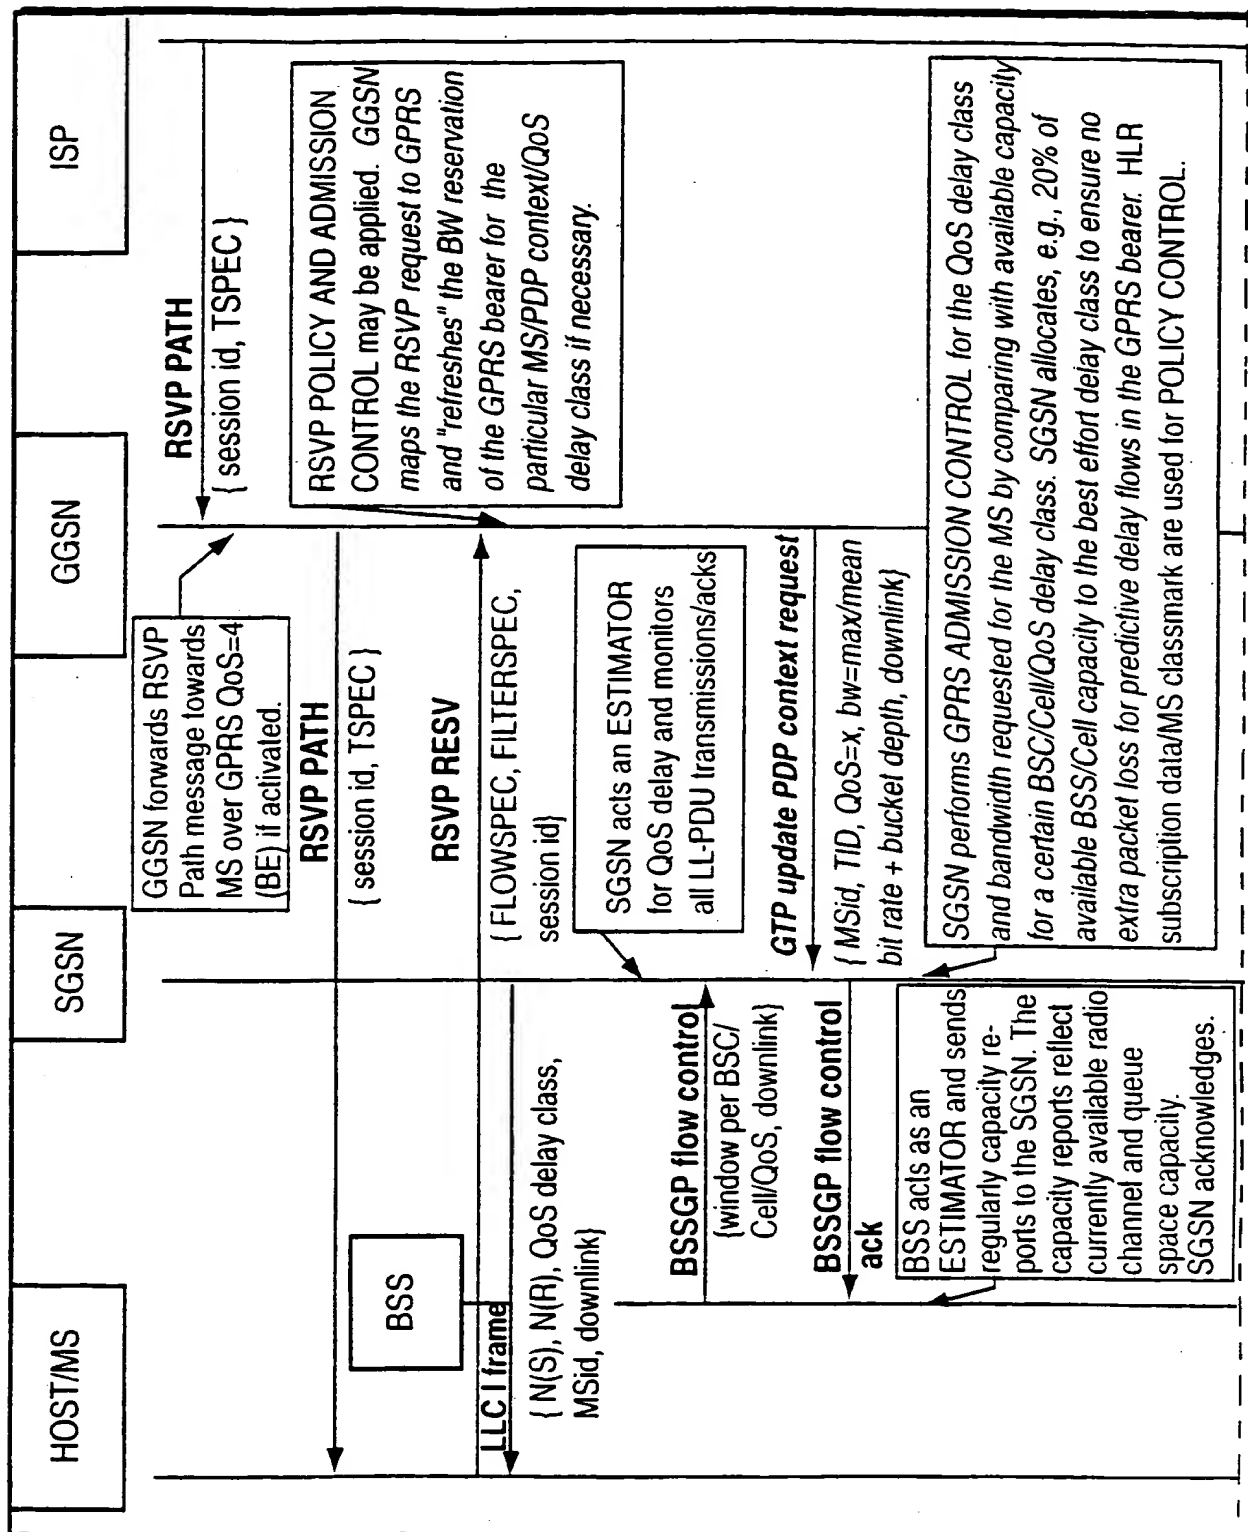 HOST/MS
SGSN
GGSN
ISP
RSVP PATH
{ session id, TSPEC }
GGSN forwards RSVP
Path message towards
MS over GPRS QoS=4
(BE) if activated.
RSVP PATH
{ session id, TSPEC }
RSVP POLICY AND ADMISSION
CONTROL may be applied. GGSN
maps the RSVP request to GPRS
and "refreshes" the BW reservation
of the GPRS bearer for the
particular MS/PDP context/QoS
delay class if necessary.
BSS
RSVP RESV
{ FLOWSPEC, FILTERSPEC,
session id}
LLC I frame
{ N(S), N(R), QoS delay class,
MSid, downlink}
SGSN acts an ESTIMATOR
for QoS delay and monitors
all LL-PDU transmissions/acks
BSSGP flow control
{window per BSC/
Cell/QoS, downlink}
GTP update PDP context request
{ MSid, TID, QoS=x, bw=max/mean
bit rate + bucket depth, downlink}
BSSGP flow control
ack
BSS acts as an
ESTIMATOR and sends
regularly capacity re-
ports to the SGSN. The
capacity reports reflect
currently available radio
channel and queue
space capacity.
SGSN acknowledges.
SGSN performs GPRS ADMISSION CONTROL for the QoS delay class
and bandwidth requested for the MS by comparing with available capacity
for a certain BSC/Cell/QoS delay class. SGSN allocates, e.g., 20% of
available BSS/Cell capacity to the best effort delay class to ensure no
extra packet loss for predictive delay flows in the GPRS bearer. HLR
subscription data/MS classmark are used for POLICY CONTROL.